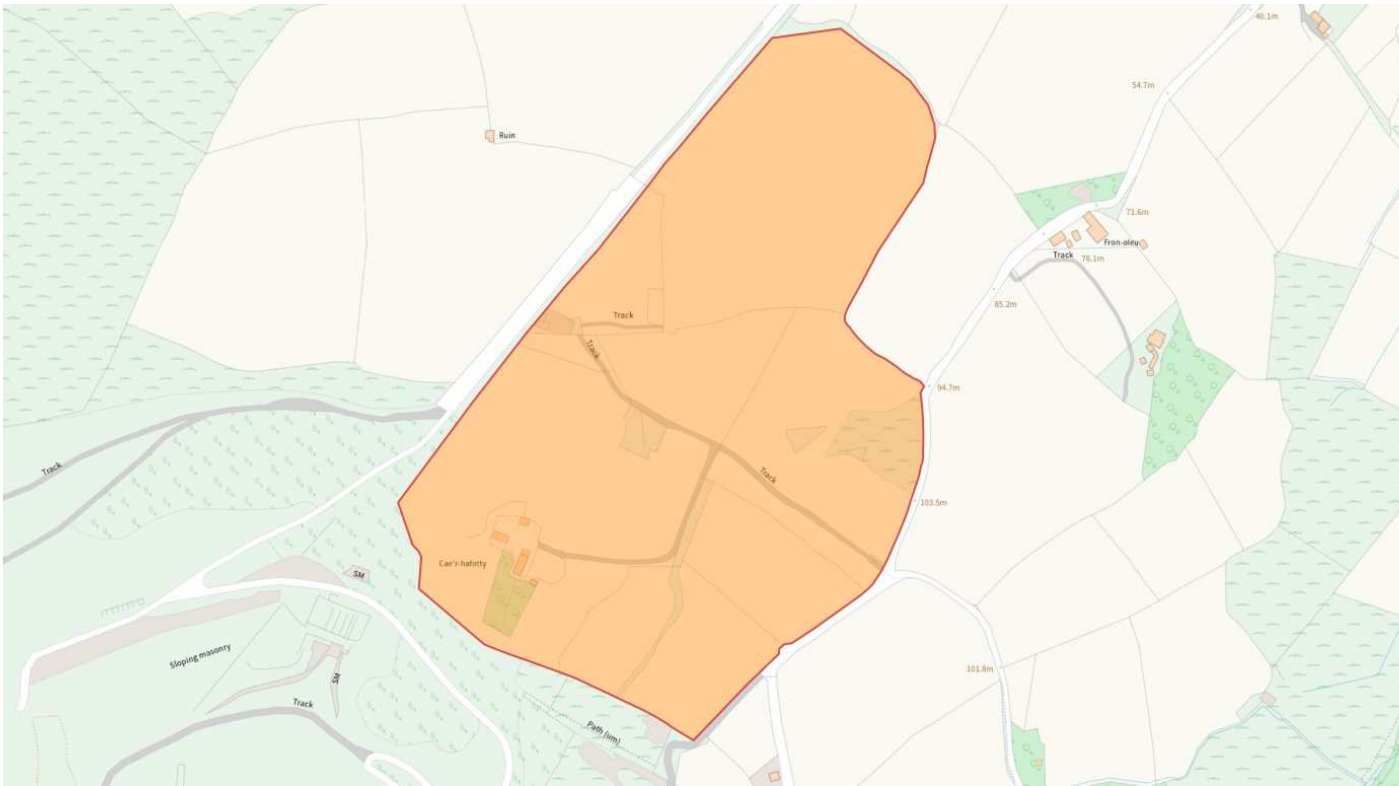 40.1m
54.7m
Ruin
71.6m
Fron-oleu
Track
76.1m
85.2m
Track
Track
94.7m
Track
Track
103.5m
Cae'r-hafritty
SM
Sloping masonry
SM
101.8m
Track
Path (um)